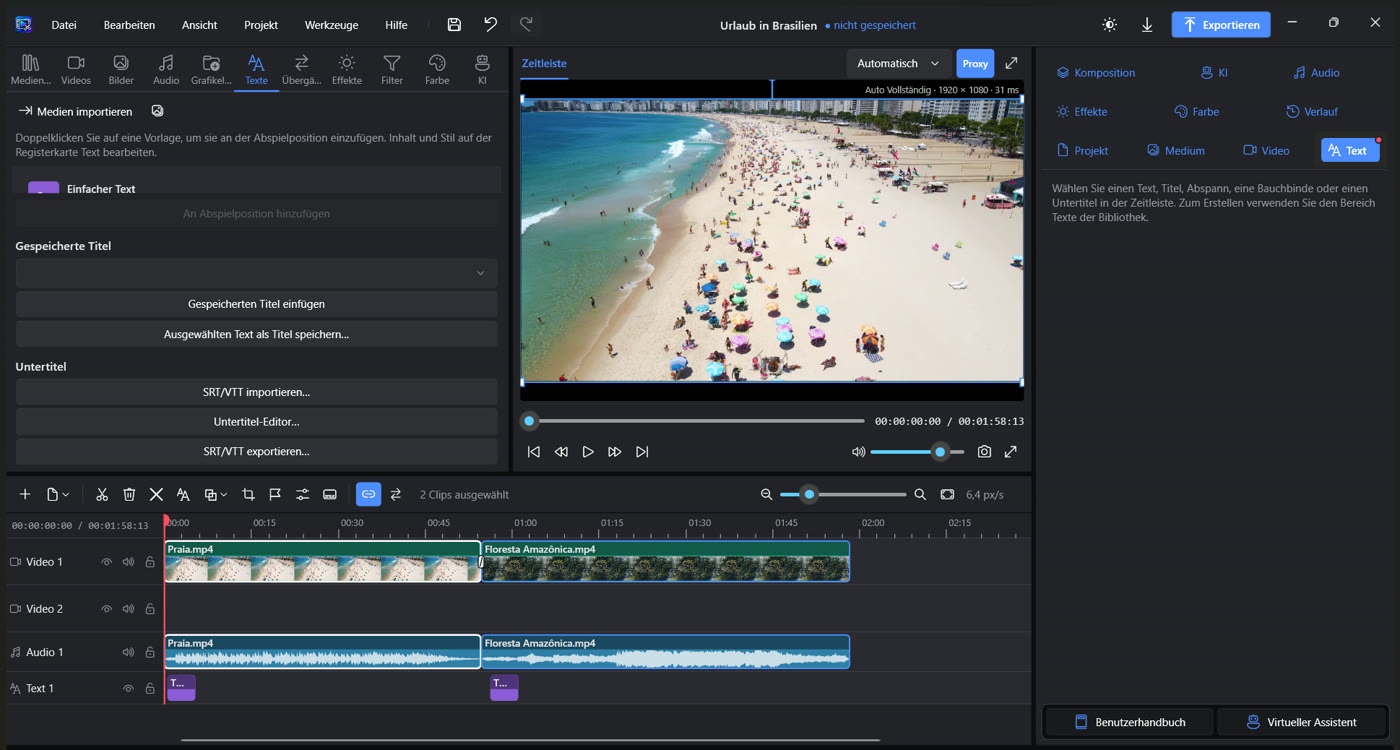 Datei Bearbeiten Ansicht Projekt Werkzeuge Hilfe
Urlaub in Brasilien • nicht gespeichert
Exportieren
Medien... Videos Bilder Audio Grafikel... Texte Übergä... Effekte Filter Farbe KI
Medien importieren
Doppelklicken Sie auf eine Vorlage, um sie an der Abspielposition einzufügen. Inhalt und Stil auf der
Registerkarte Text bearbeiten.
Einfacher Text
An Abspielposition hinzufügen
Gespeicherte Titel
Gespeicherten Titel einfügen
Ausgewählten Text als Titel speichern...
Untertitel
SRT/VTT importieren...
Untertitel-Editor...
SRT/VTT exportieren...
Zeitleiste
Automatisch
Proxy
Auto Vollständig · 1920 × 1080 · 31 ms
00:00:00:00 / 00:01:58:13
Komposition KI Audio
Effekte Farbe Verlauf
Projekt Medium Video Text
Wählen Sie einen Text, Titel, Abspann, eine Bauchbinde oder einen
Untertitel in der Zeitleiste. Zum Erstellen verwenden Sie den Bereich
Texte der Bibliothek.
2 Clips ausgewählt
6,4 px/s
00:00:00:00 / 00:01:58:13
00:00 00:15 00:30 00:45 01:00 01:15 01:30 01:45 02:00 02:15
Video 1
Praia.mp4
Floresta Amazônica.mp4
Video 2
Audio 1
Praia.mp4
Floresta Amazônica.mp4
Text 1
T...
T...
Benutzerhandbuch
Virtueller Assistent